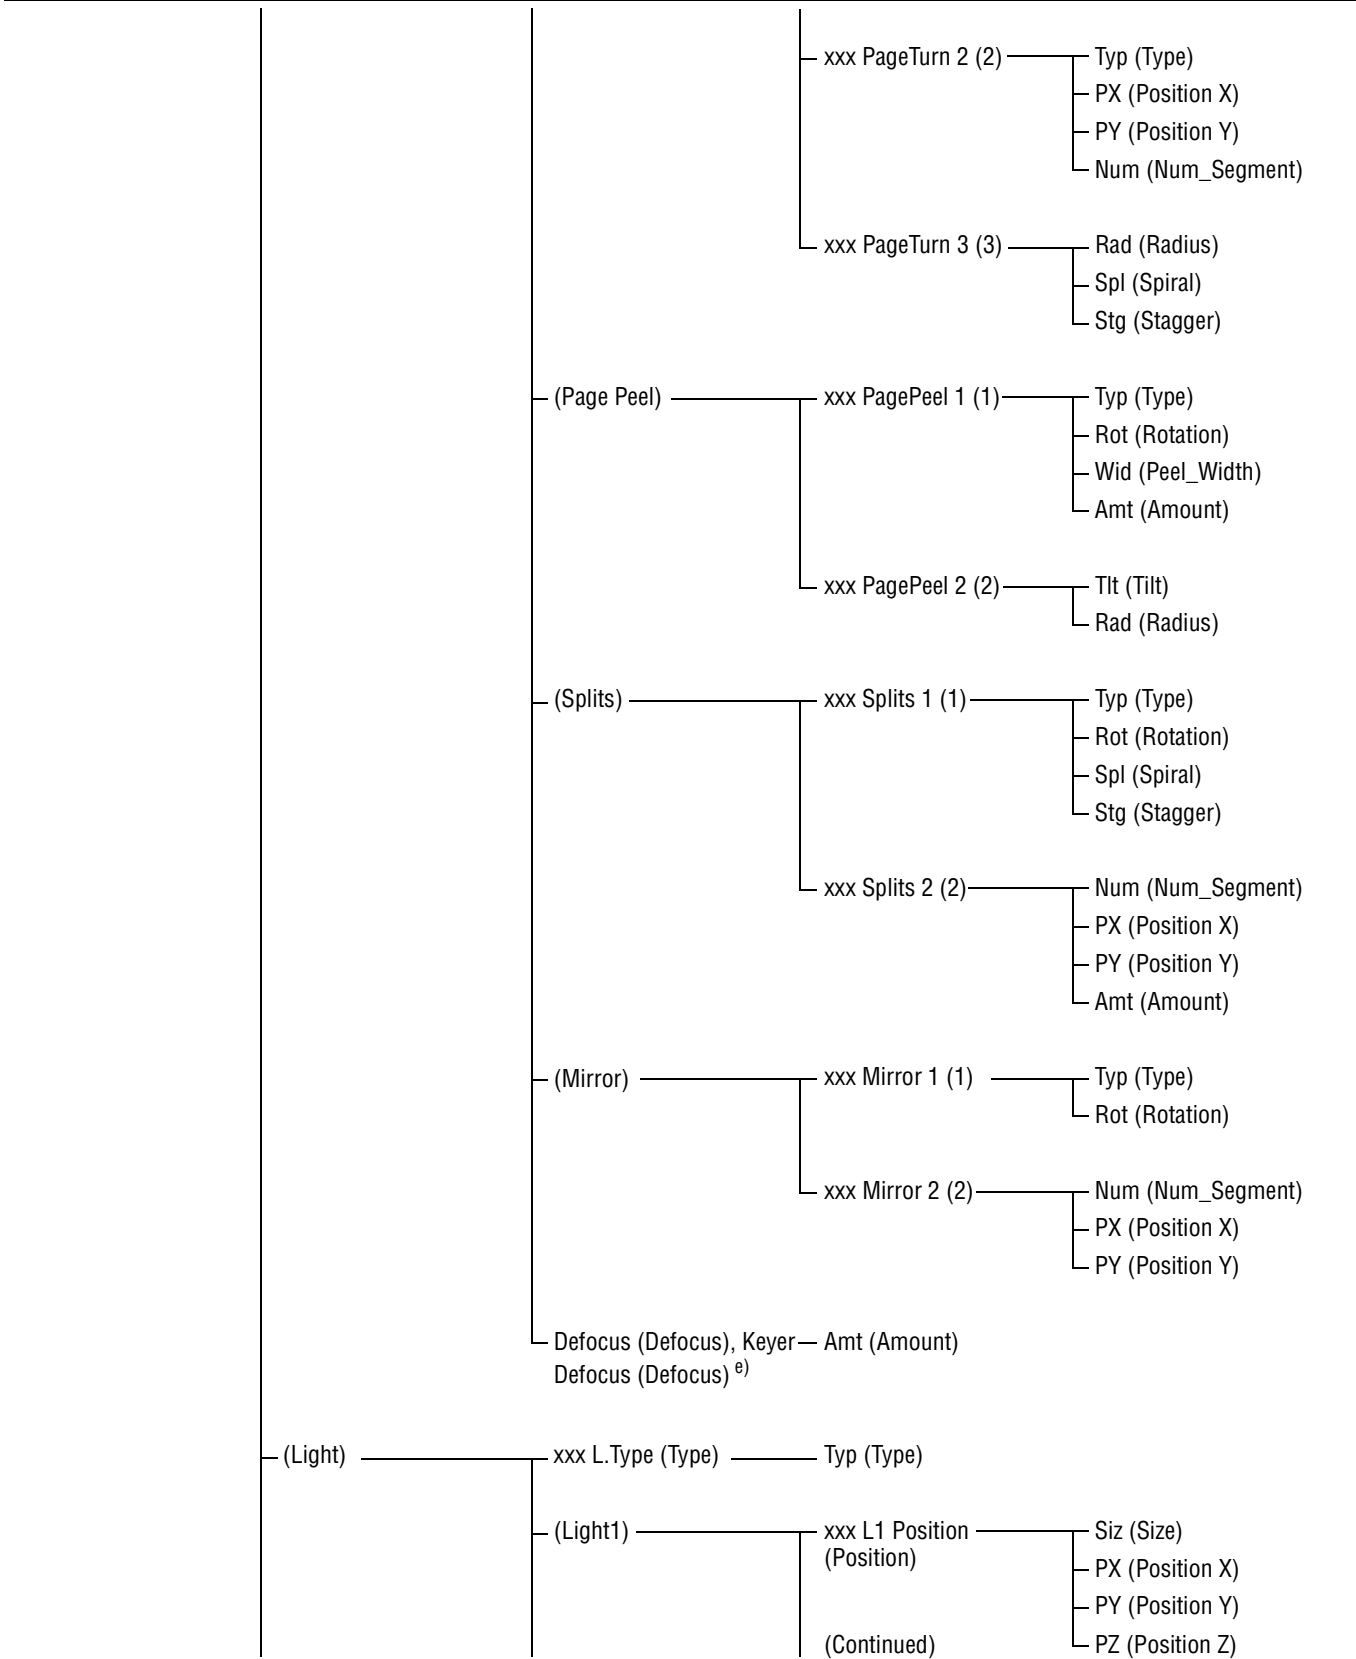 xxx PageTurn 2 (2)
Typ (Type)
PX (Position X)
PY (Position Y)
Num (Num_Segment)
xxx PageTurn 3 (3)
Rad (Radius)
Spl (Spiral)
Stg (Stagger)
(Page Peel)
xxx PagePeel 1 (1)
Typ (Type)
Rot (Rotation)
Wid (Peel_Width)
Amt (Amount)
xxx PagePeel 2 (2)
Tlt (Tilt)
Rad (Radius)
(Splits)
xxx Splits 1 (1)
Typ (Type)
Rot (Rotation)
Spl (Spiral)
Stg (Stagger)
xxx Splits 2 (2)
Num (Num_Segment)
PX (Position X)
PY (Position Y)
Amt (Amount)
(Mirror)
xxx Mirror 1 (1)
Typ (Type)
Rot (Rotation)
xxx Mirror 2 (2)
Num (Num_Segment)
PX (Position X)
PY (Position Y)
Defocus (Defocus), Keyer
Defocus (Defocus) e)
Amt (Amount)
(Light)
xxx L.Type (Type)
Typ (Type)
(Light1)
xxx L1 Position
(Position)
Siz (Size)
PX (Position X)
PY (Position Y)
PZ (Position Z)
(Continued)